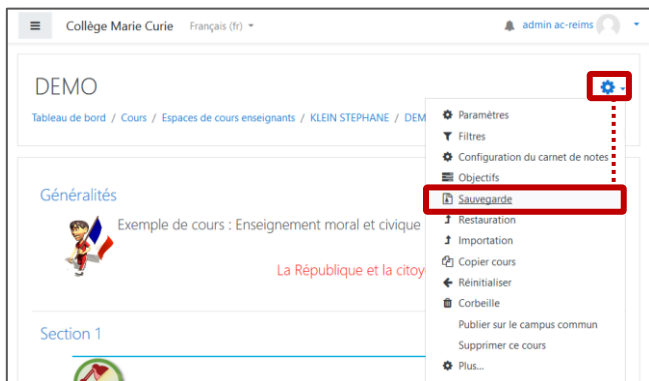 Collège Marie Curie Français (fr)
admin ac-reims
DEMO
Tableau de bord / Cours / Espaces de cours enseignants / KLEIN STEPHANE / DEM
Paramètres
Filtres
Configuration du carnet de notes
Objectifs
Sauvegarde
Restauration
Importation
Copier cours
Réinitialiser
Corbeille
Publier sur le campus commun
Supprimer ce cours
Plus...
Généralités
Exemple de cours : Enseignement moral et civique
La République et la citoy
Section 1